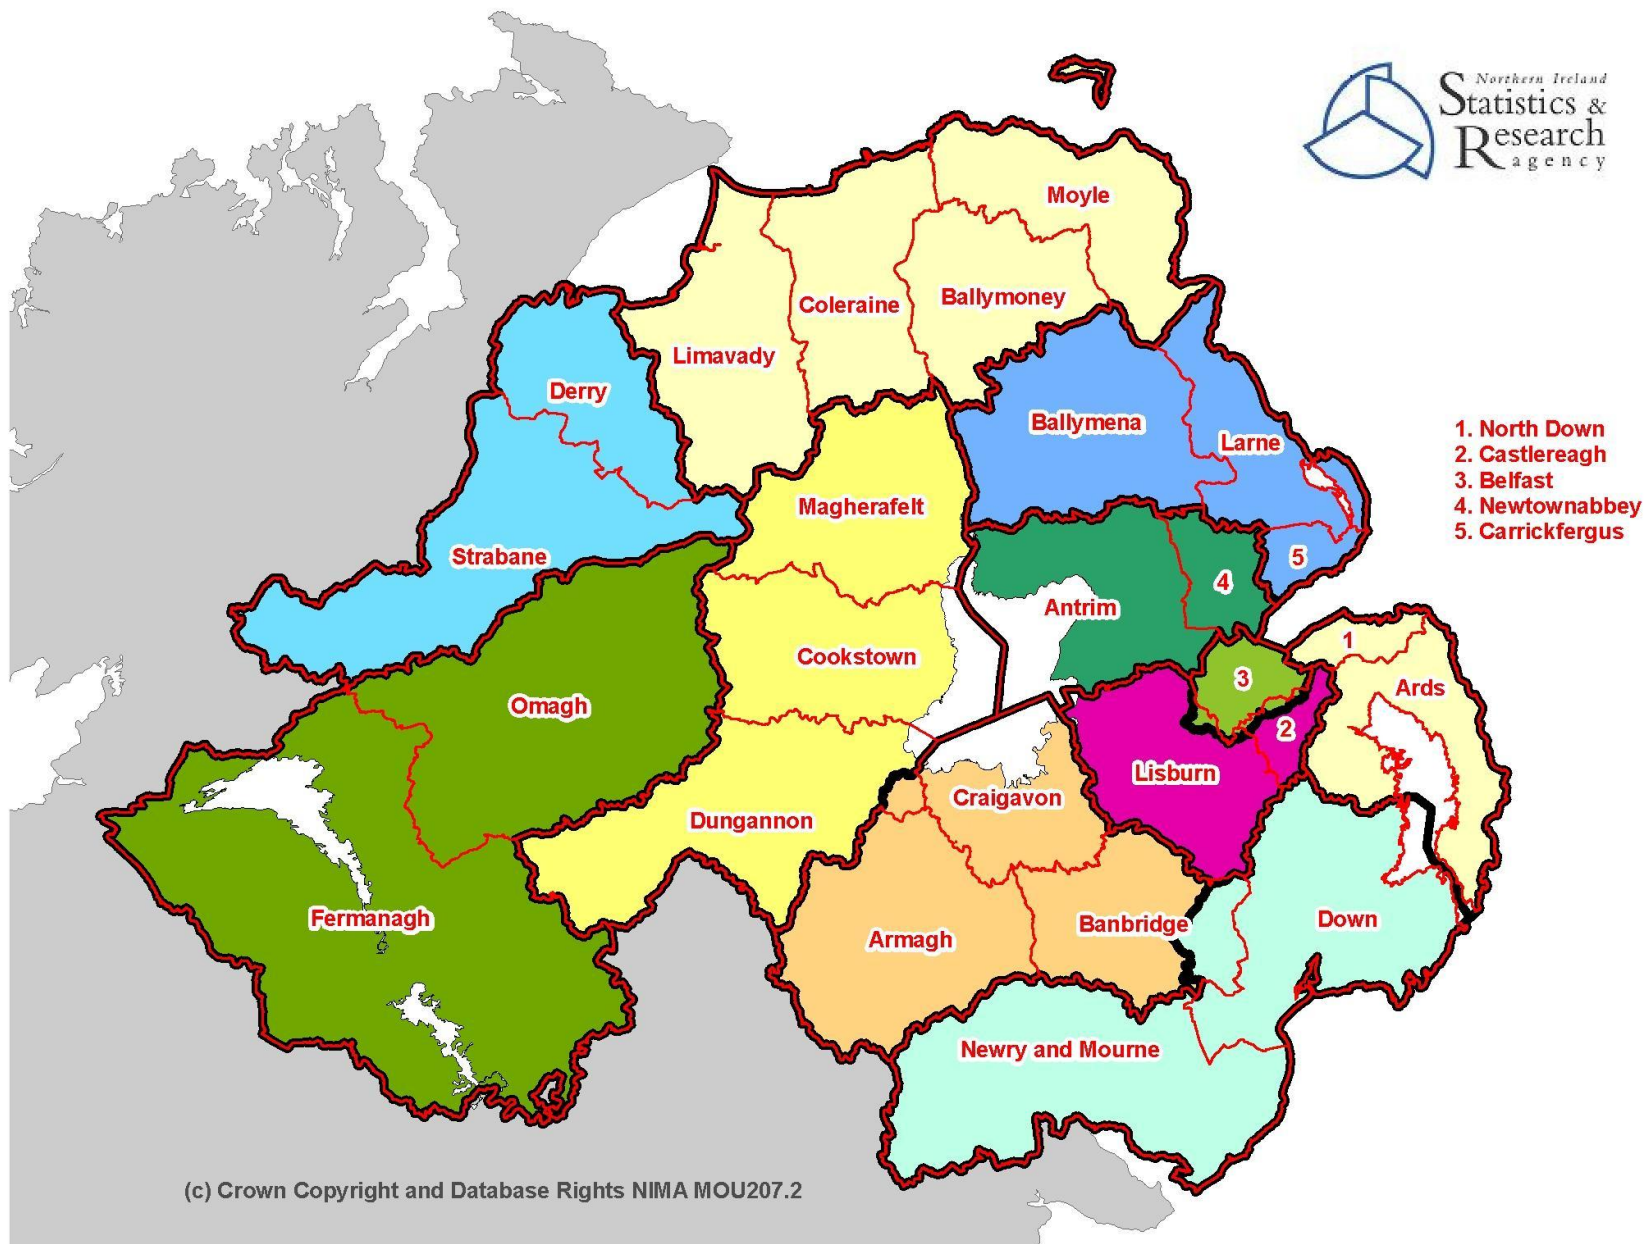 Northern Ireland
Statistics &
Research
agency
Moyle
Coleraine
Ballymoney
Limavady
Derry
Ballymena
Larne
1. North Down
2. Castlereagh
3. Belfast
4. Newtownabbey
5. Carrickfergus
Magherafelt
Strabane
5
4
Antrim
1
Cookstown
3
Ards
Omagh
2
Lisburn
Craigavon
Dungannon
Fermanagh
Armagh
Banbridge
Down
Newry and Mourne
(c) Crown Copyright and Database Rights NIMA MOU207.2